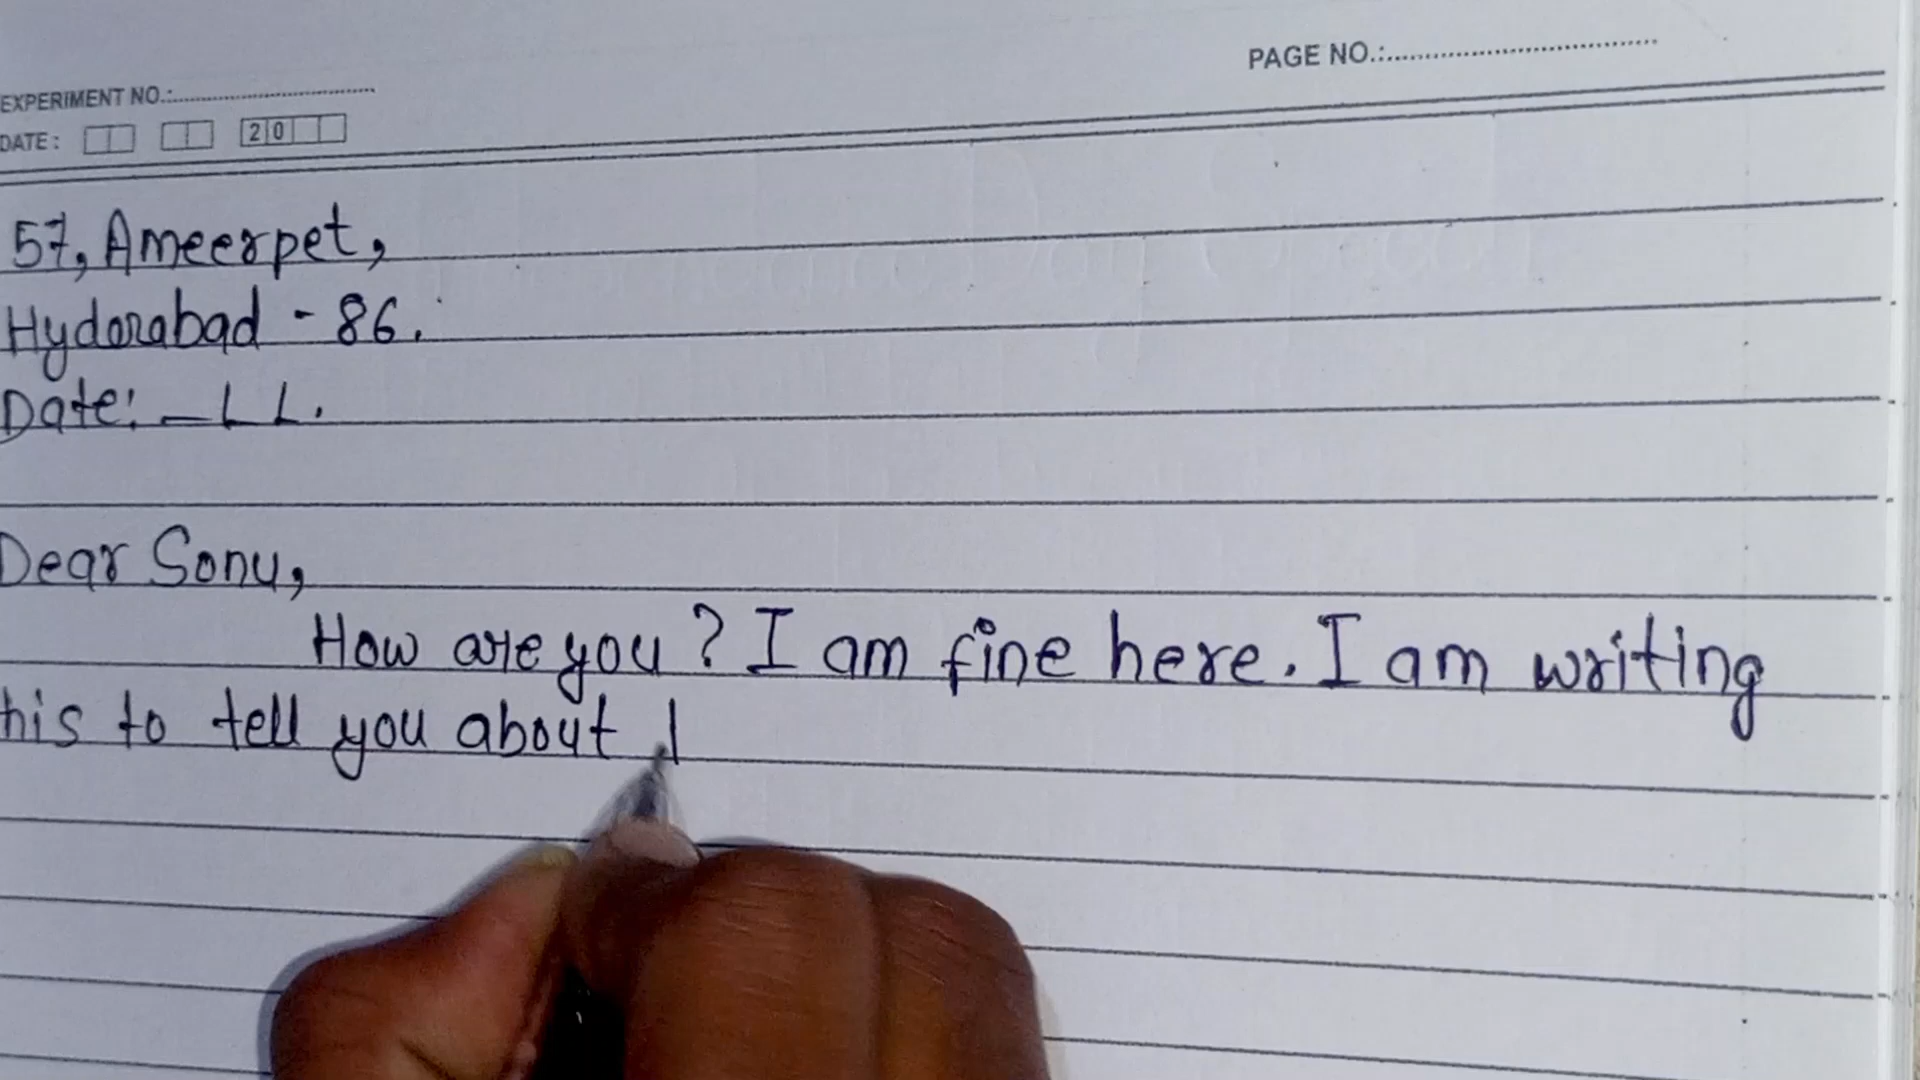 PAGE NO.:
EXPERIMENT NO.:
DATE: 20
57, Ameerpet,
Hyderabad - 86.
Date: _ L L.
Dear Sonu,
How are you? I am fine here. I am writing
his to tell you about